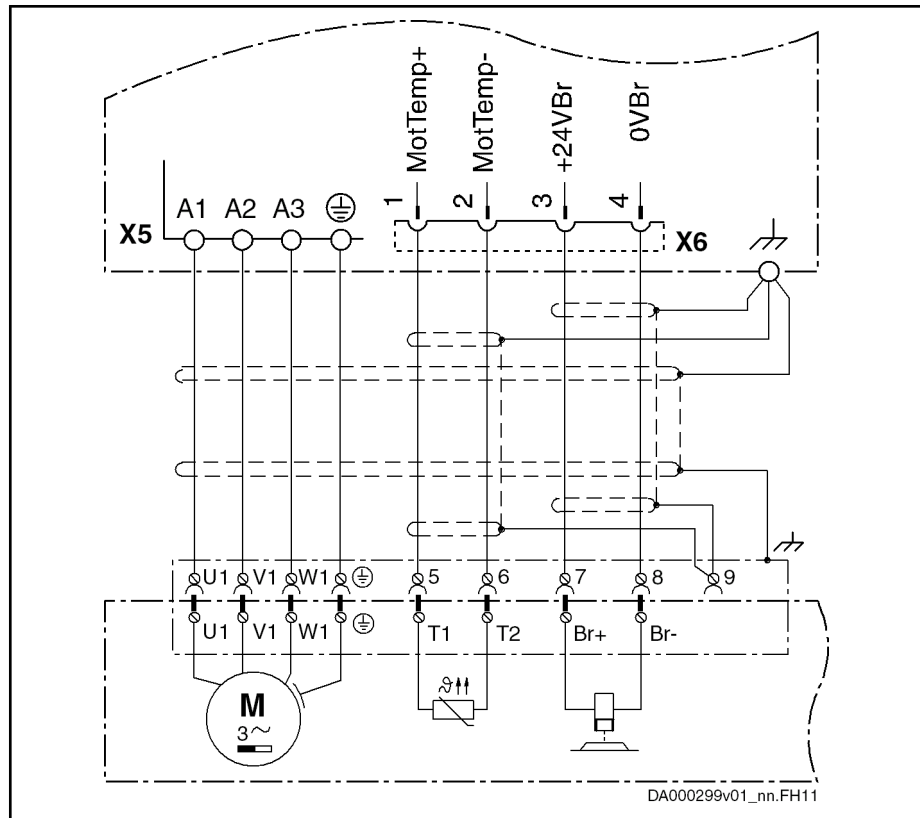 MotTemp+
MotTemp-
+24VBr
0VBr
1 2 3 4
X5 A1 A2 A3
X6
U1 V1 W1 5 6 7 8 9
U1 V1 W1 T1 T2 Br+ Br-
M
3~
ϑ
DA000299v01_nn.FH11